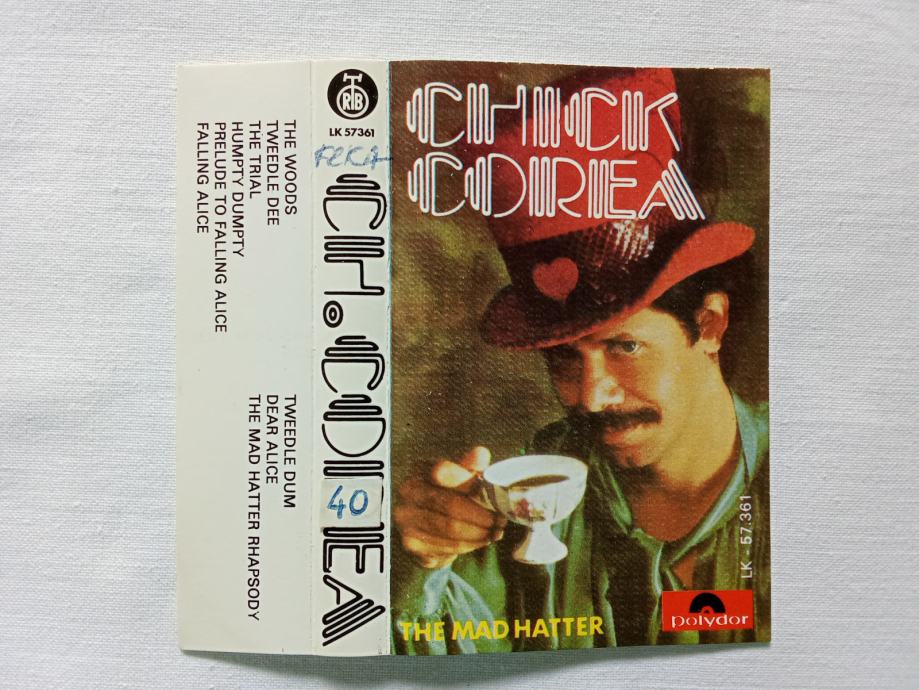 THE WOODS
TWEEDLE DEE
THE TRIAL
HUMPTY DUMPTY
PRELUDE TO FALLING ALICE
FALLING ALICE
TWEEDLE DUM
DEAR ALICE
THE MAD HATTER RHAPSODY
RTB
LK 57361
CH. COREA
40
CHICK
COREA
LK - 57.361
THE MAD HATTER
polydor